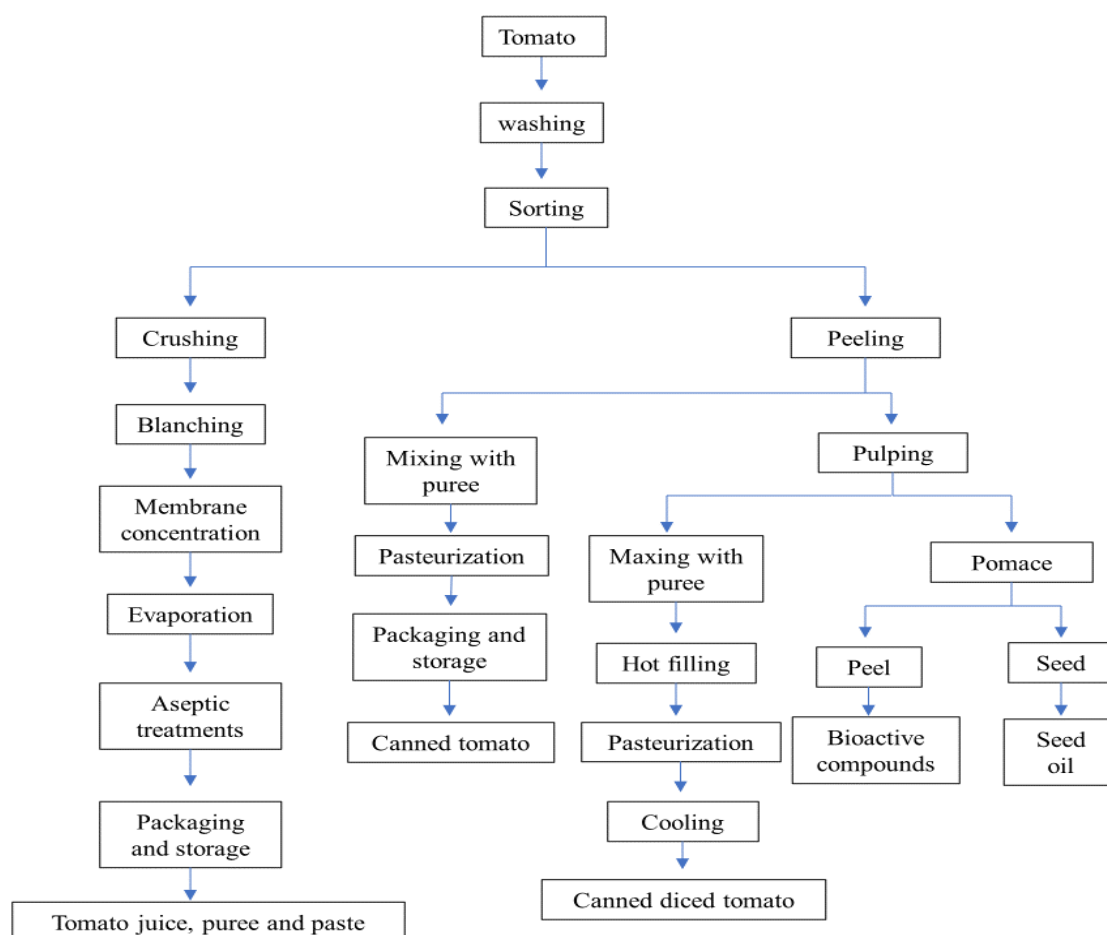 Tomato
washing
Sorting
Crushing
Peeling
Blanching
Mixing with
puree
Pulping
Membrane
concentration
Pasteurization
Maxing with
puree
Pomace
Evaporation
Packaging and
storage
Hot filling
Peel
Seed
Aseptic
treatments
Canned tomato
Pasteurization
Bioactive
compounds
Seed
oil
Packaging
and storage
Cooling
Canned diced tomato
Tomato juice, puree and paste